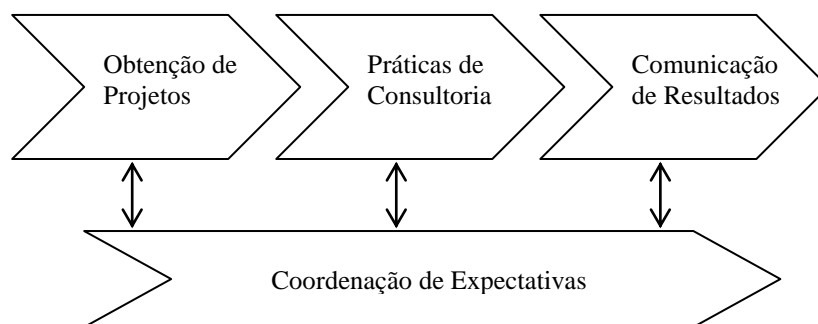 Obtenção de
Projetos
Práticas de
Consultoria
Comunicação
de Resultados
Coordenação de Expectativas